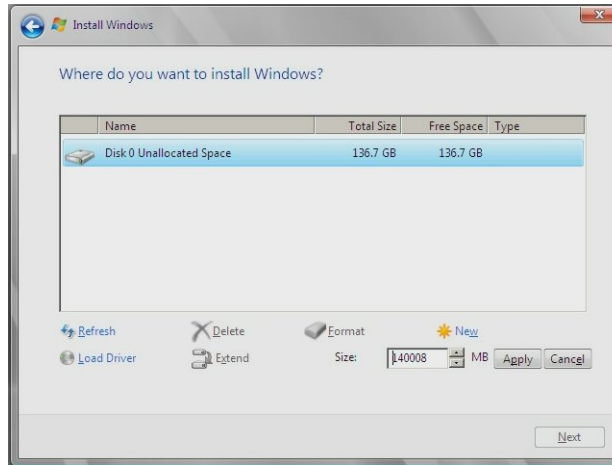 Install Windows
Where do you want to install Windows?
Name Total Size Free Space Type
Disk 0 Unallocated Space 136.7 GB 136.7 GB
Refresh Delete Format New
Load Driver Extend Size: 140008 MB Apply Cancel
Next